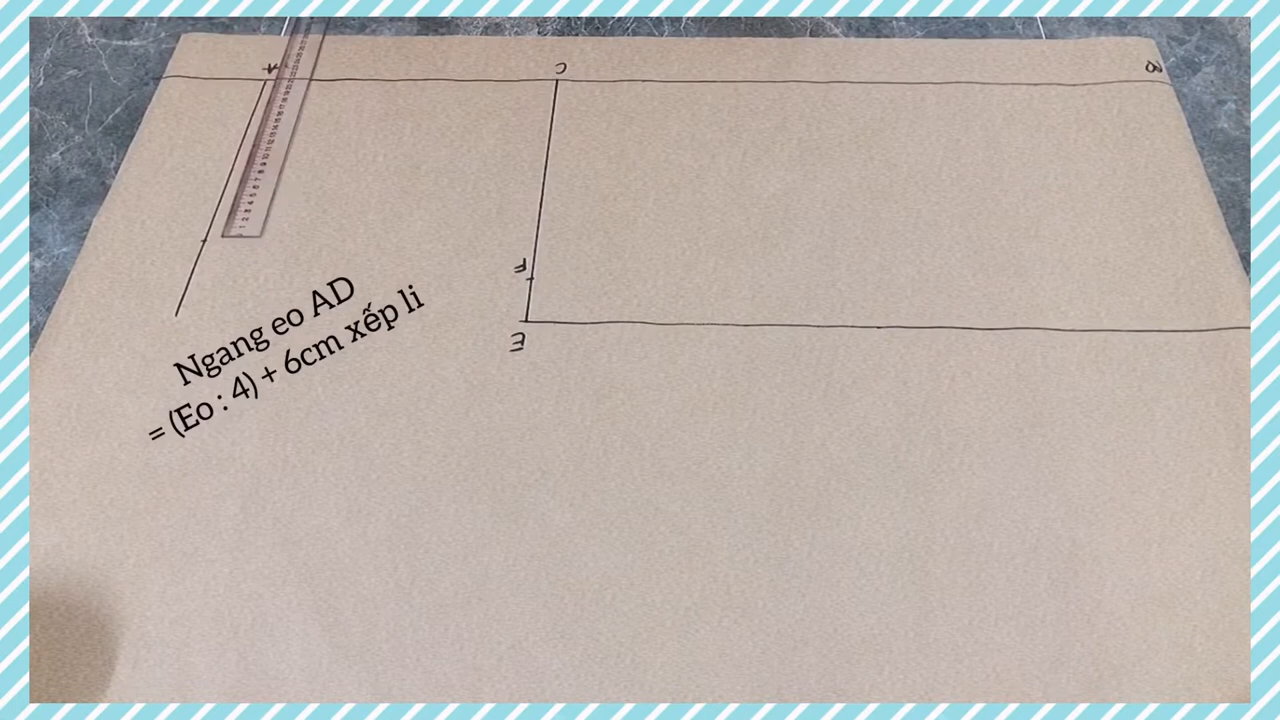 A
C
B
F
E
Ngang eo AD
= (Eo : 4) + 6cm xếp li